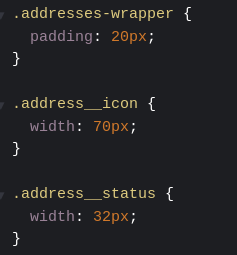 .addresses-wrapper {
  padding: 20px;
}

.address__icon {
  width: 70px;
}

.address__status {
  width: 32px;
}